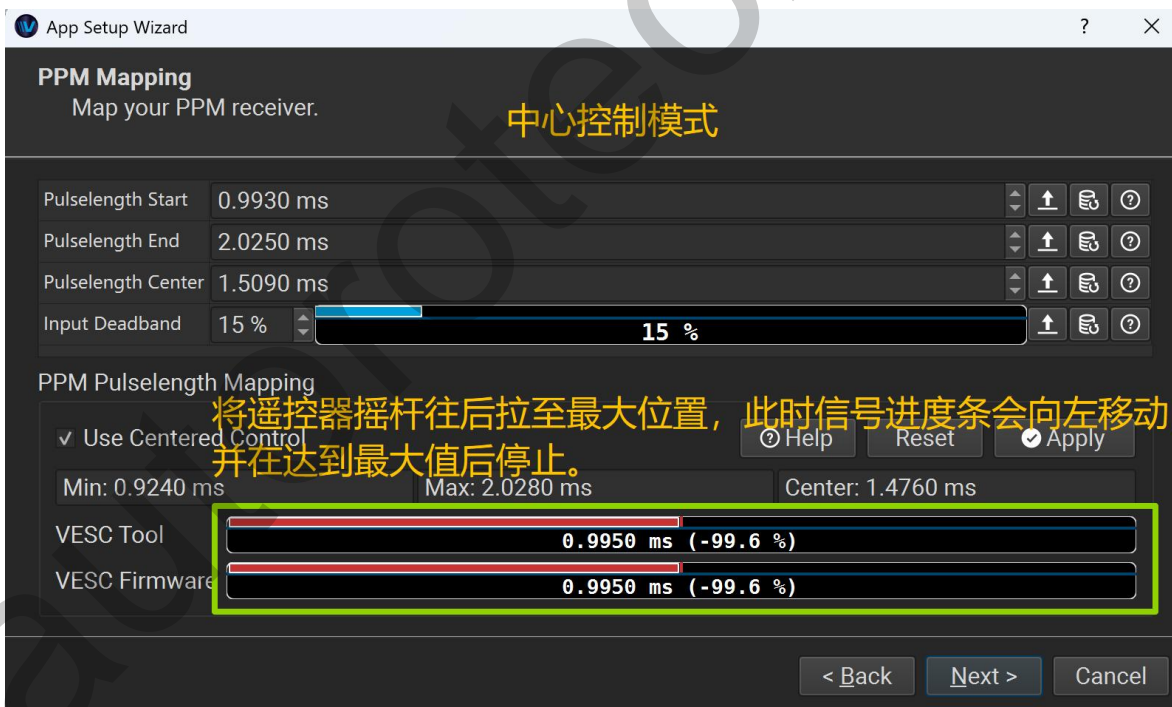 App Setup Wizard
PPM Mapping
Map your PPM receiver.
中心控制模式
Pulselength Start 0.9930 ms
Pulselength End 2.0250 ms
Pulselength Center 1.5090 ms
Input Deadband 15 % 15 %
PPM Pulselength Mapping
将遥控器摇杆往后拉至最大位置，此时信号进度条会向左移动
并在达到最大值后停止。
Use Centered Control Help Reset Apply
Min: 0.9240 ms Max: 2.0280 ms Center: 1.4760 ms
VESC Tool 0.9950 ms (-99.6 %)
VESC Firmware 0.9950 ms (-99.6 %)
< Back Next > Cancel